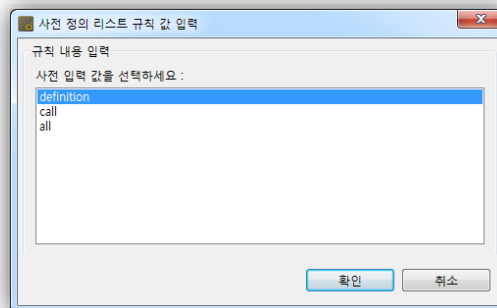 사전 정의 리스트 규칙 값 입력
규칙 내용 입력
사전 입력 값을 선택하세요 :
definition
call
all
확인
취소